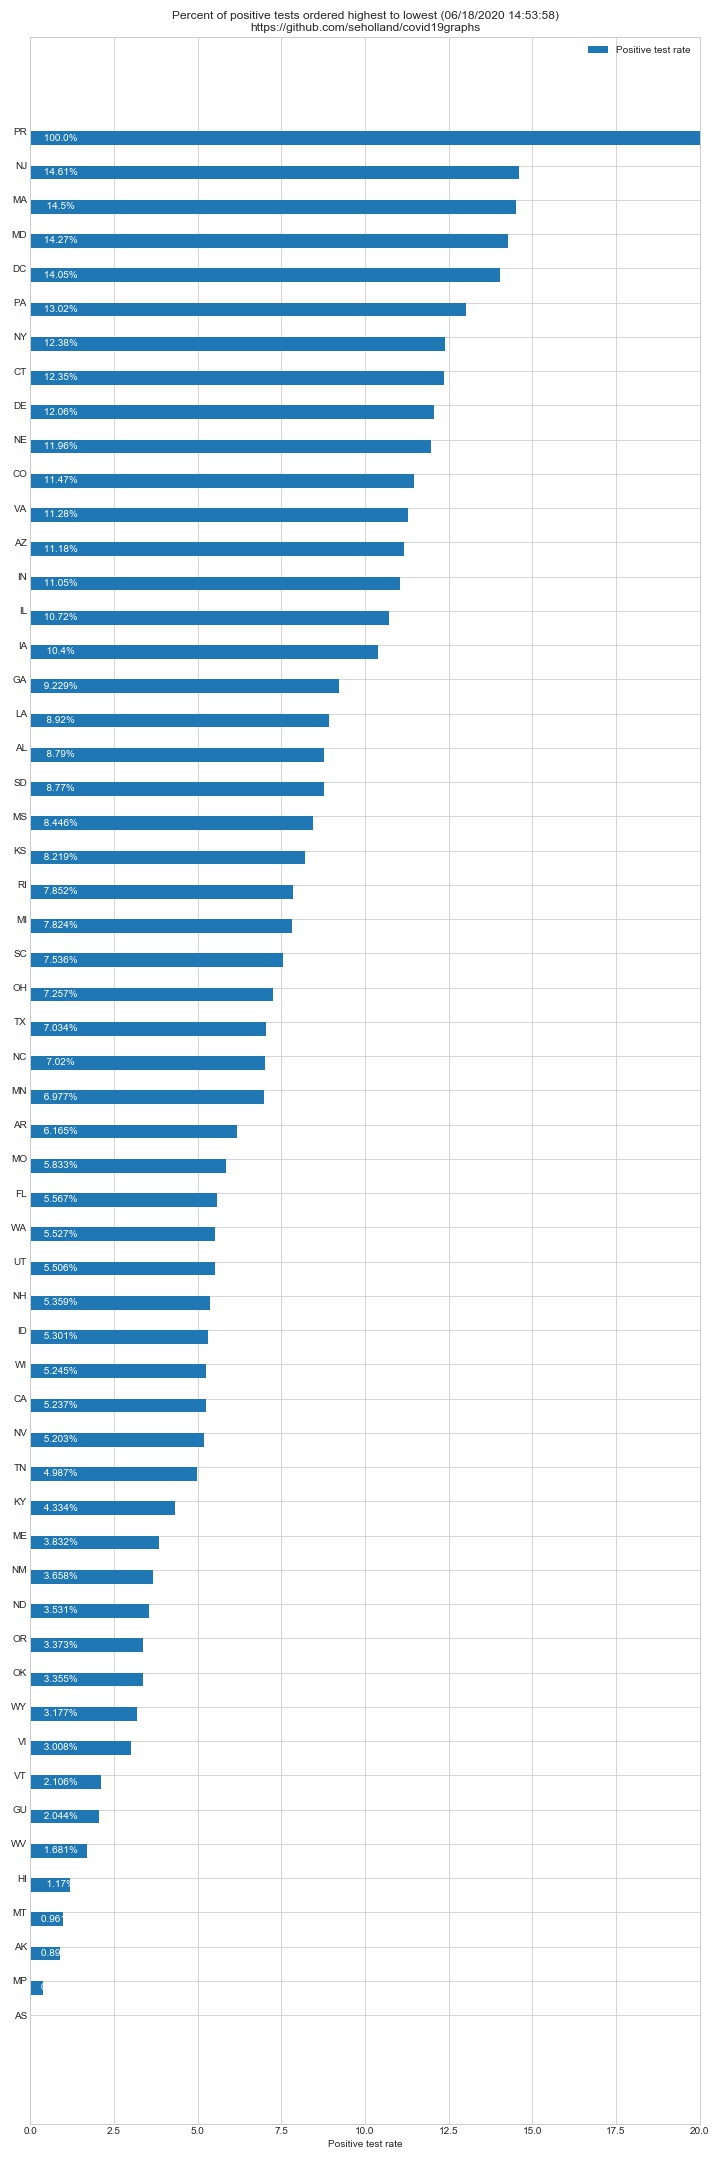 Percent of positive tests ordered highest to lowest (06/18/2020 14:53:58)
https://github.com/seholland/covid19graphs
Positive test rate
PR 100.0%
NJ 14.61%
MA 14.5%
MD 14.27%
DC 14.05%
PA 13.02%
NY 12.38%
CT 12.35%
DE 12.06%
NE 11.96%
CO 11.47%
VA 11.28%
AZ 11.18%
IN 11.05%
IL 10.72%
IA 10.4%
GA 9.229%
LA 8.92%
AL 8.79%
SD 8.77%
MS 8.446%
KS 8.219%
RI 7.852%
MI 7.824%
SC 7.536%
OH 7.257%
TX 7.034%
NC 7.02%
MN 6.977%
AR 6.165%
MO 5.833%
FL 5.567%
WA 5.527%
UT 5.506%
NH 5.359%
ID 5.301%
WI 5.245%
CA 5.237%
NV 5.203%
TN 4.987%
KY 4.334%
ME 3.832%
NM 3.658%
ND 3.531%
OR 3.373%
OK 3.355%
WY 3.177%
VI 3.008%
VT 2.106%
GU 2.044%
WV 1.681%
HI 1.17%
MT
AK
MP
AS
0.0 2.5 5.0 7.5 10.0 12.5 15.0 17.5 20.0
Positive test rate